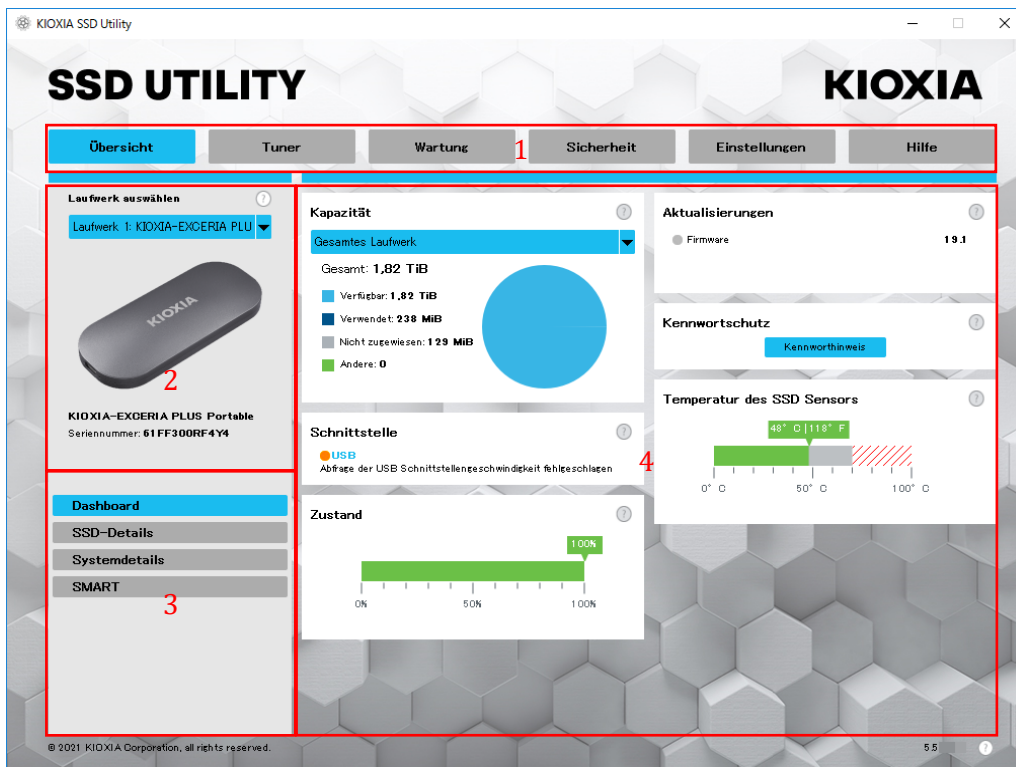 KIOXIA SSD Utility
SSD UTILITY
KIOXIA
Übersicht
Tuner
Wartung
1
Sicherheit
Einstellungen
Hilfe
Laufwerk auswählen
?
Laufwerk 1: KIOXIA-EXCERIA PLU
KIOXIA
2
KIOXIA-EXCERIA PLUS Portable
Seriennummer: 61FF300RF4Y4
Dashboard
SSD-Details
Systemdetails
SMART
3
Kapazität
?
Gesamtes Laufwerk
Gesamt: 1,82 TiB
Verfügbar: 1,82 TiB
Verwendet: 238 MiB
Nicht zugewiesen: 129 MiB
Andere: 0
Schnittstelle
?
USB
Abfrage der USB Schnittstellengeschwindigkeit fehlgeschlagen
4
Zustand
?
100%
0% 50% 100%
Aktualisierungen
?
Firmware 19.1
Kennwortschutz
?
Kennworthinweis
Temperatur des SSD Sensors
?
48° C|118° F
0° C 50° C 100° C
© 2021 KIOXIA Corporation, all rights reserved.
5.5
?